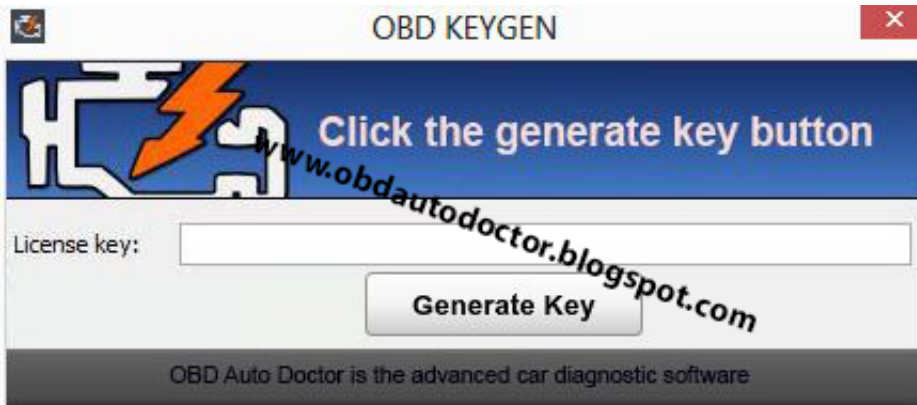 OBD KEYGEN
Click the generate key button
www.obdautodoctor.blogspot.com
License key:
Generate Key
OBD Auto Doctor is the advanced car diagnostic software